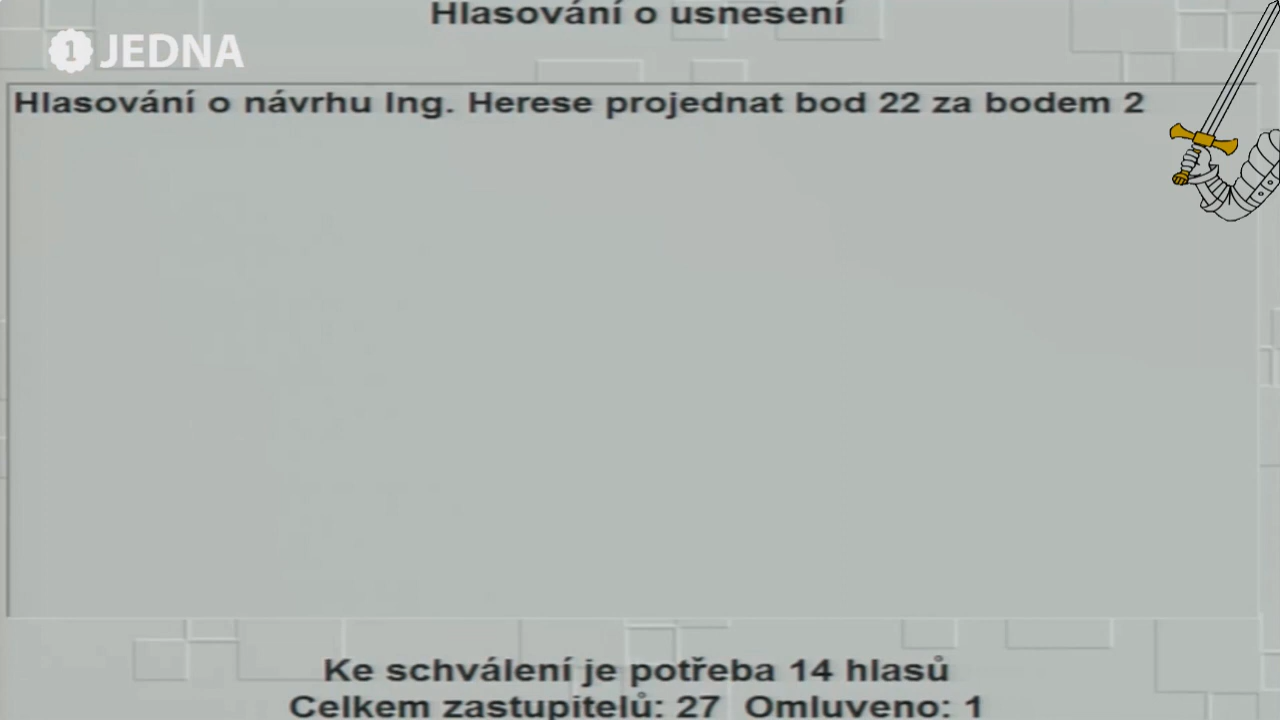 Hlasování o usnesení
1 JEDNA
Hlasování o návrhu Ing. Herese projednat bod 22 za bodem 2
Ke schválení je potřeba 14 hlasů
Celkem zastupitelů: 27 Omluveno: 1